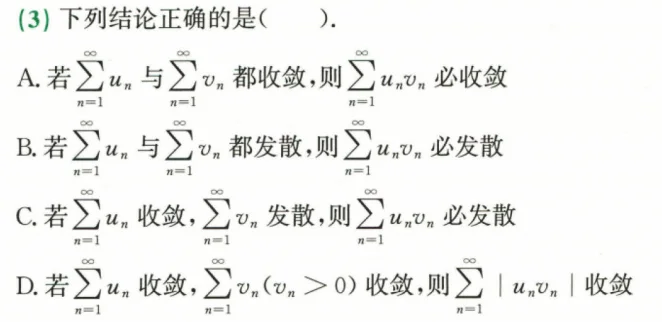 (3) 下列结论正确的是(  ).
A. 若 $\sum_{n=1}^{\infty} u_n$ 与 $\sum_{n=1}^{\infty} v_n$ 都收敛,则 $\sum_{n=1}^{\infty} u_n v_n$ 必收敛
B. 若 $\sum_{n=1}^{\infty} u_n$ 与 $\sum_{n=1}^{\infty} v_n$ 都发散,则 $\sum_{n=1}^{\infty} u_n v_n$ 必发散
C. 若 $\sum_{n=1}^{\infty} u_n$ 收敛, $\sum_{n=1}^{\infty} v_n$ 发散,则 $\sum_{n=1}^{\infty} u_n v_n$ 必发散
D. 若 $\sum_{n=1}^{\infty} u_n$ 收敛, $\sum_{n=1}^{\infty} v_n (v_n > 0)$ 收敛,则 $\sum_{n=1}^{\infty} | u_n v_n |$ 收敛